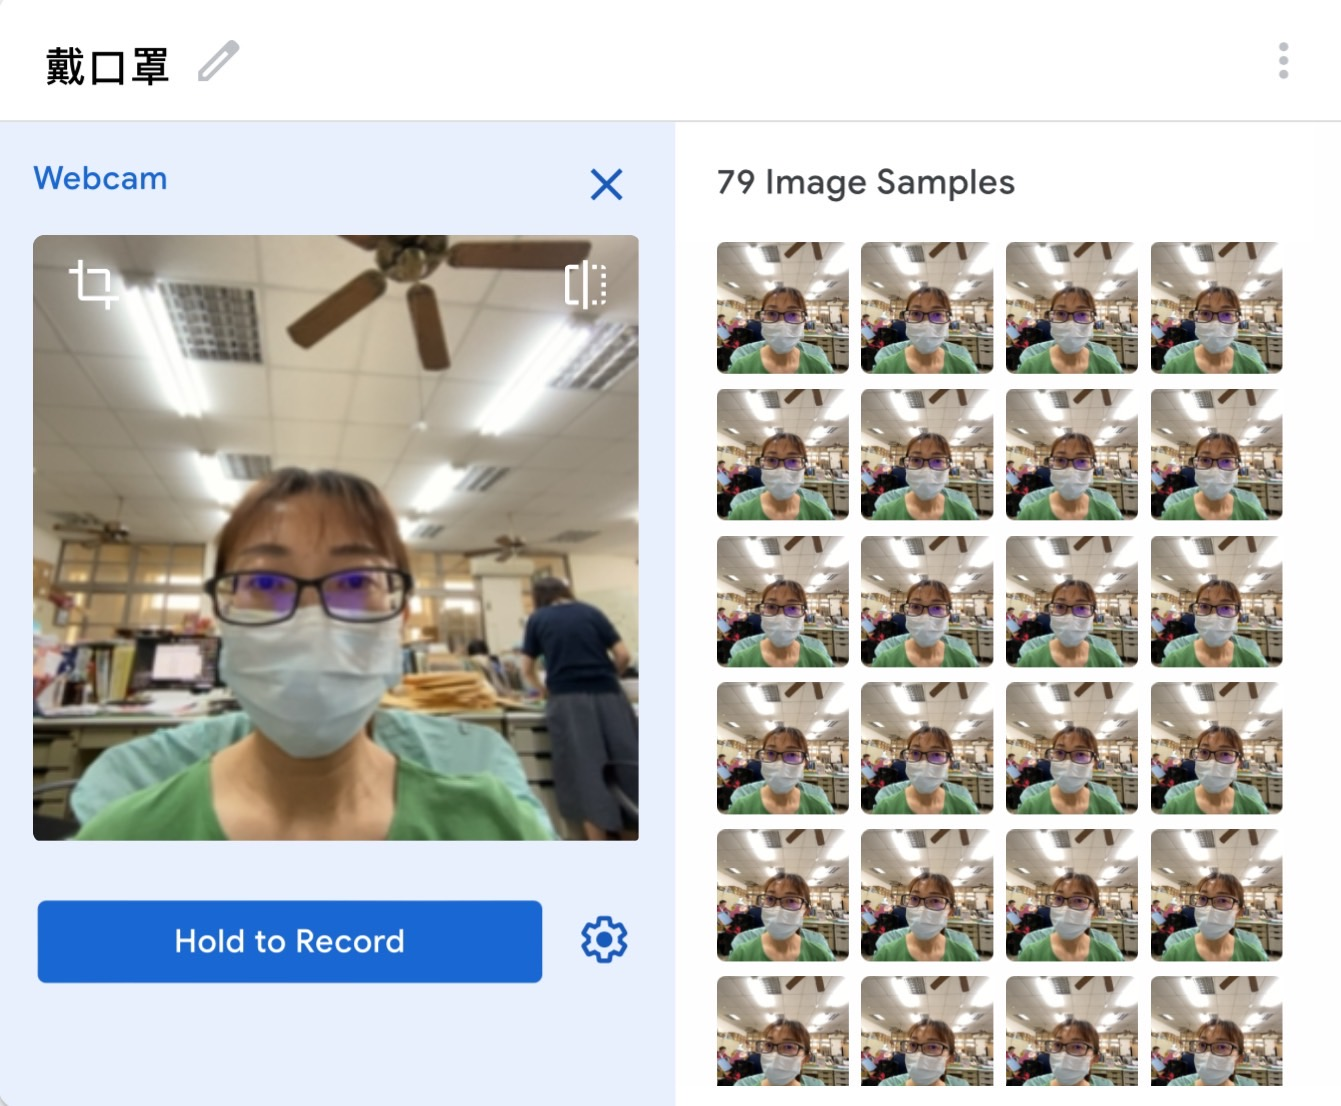 戴口罩
Webcam
79 Image Samples
Hold to Record